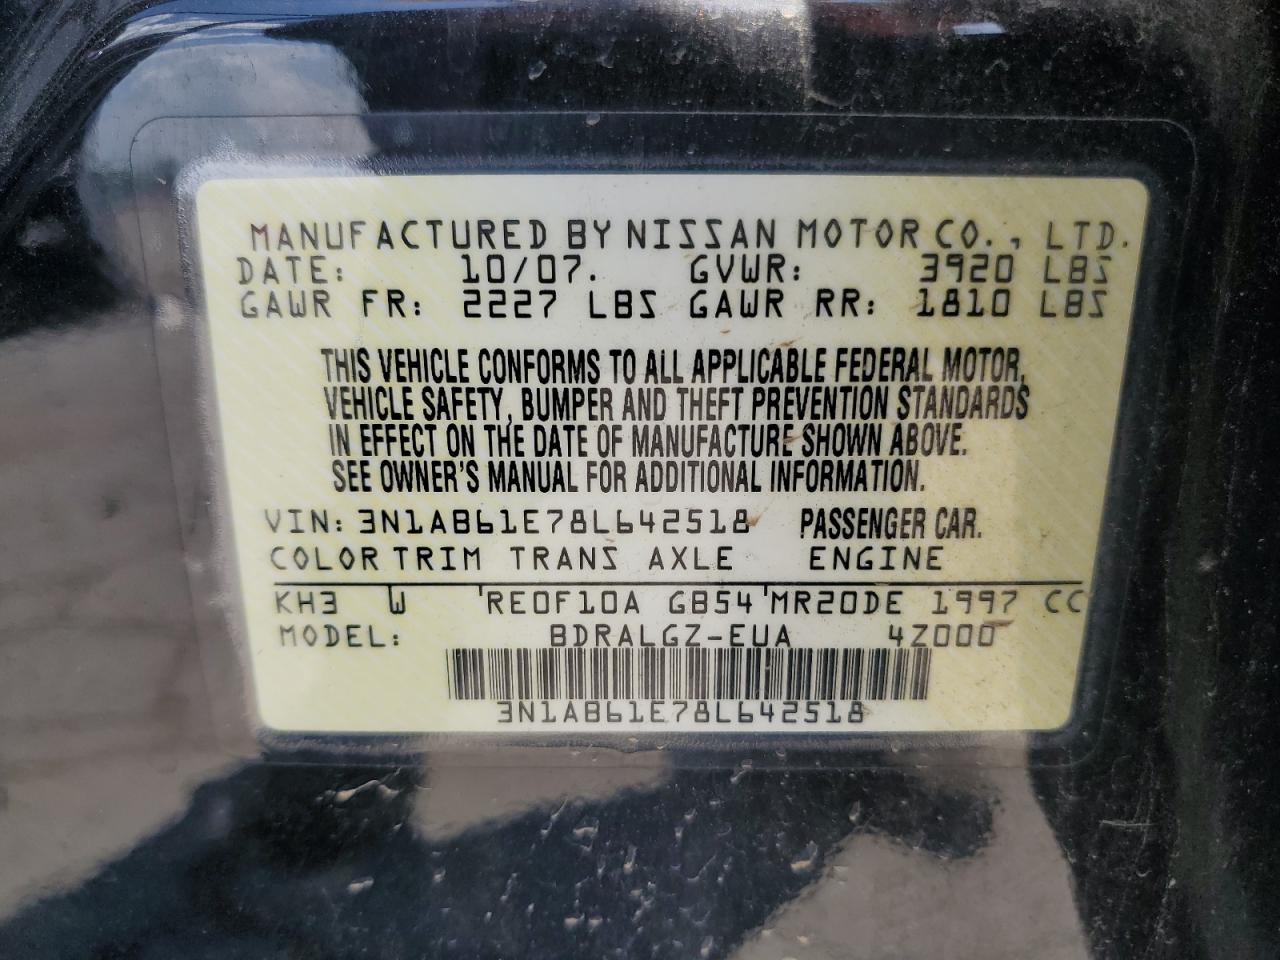 MANUFACTURED BY NISSAN MOTOR CO., LTD.
DATE: 10/07. GVWR: 3920 LBS
GAWR FR: 2227 LBS GAWR RR: 1810 LBS
THIS VEHICLE CONFORMS TO ALL APPLICABLE FEDERAL MOTOR,
VEHICLE SAFETY, BUMPER AND THEFT PREVENTION STANDARDS
IN EFFECT ON THE DATE OF MANUFACTURE SHOWN ABOVE.
SEE OWNER'S MANUAL FOR ADDITIONAL INFORMATION.
VIN: 3N1AB61E78L642518 PASSENGER CAR.
COLOR TRIM TRANS AXLE ENGINE
KH3 W 'RE0F10A GB54'MR20DE 1997 CC
MODEL: BDRALGZ-EUA 4Z000
3N1AB61E78L642518